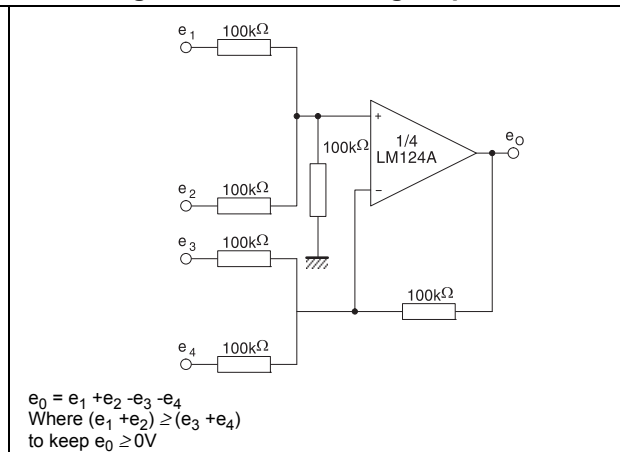 e1 100kΩ
100kΩ
+
1/4
LM124A
-
eO
e2 100kΩ
e3 100kΩ
100kΩ
e4 100kΩ
e0 = e1 +e2 -e3 -e4
Where (e1 +e2) ≥(e3 +e4)
to keep e0 ≥0V